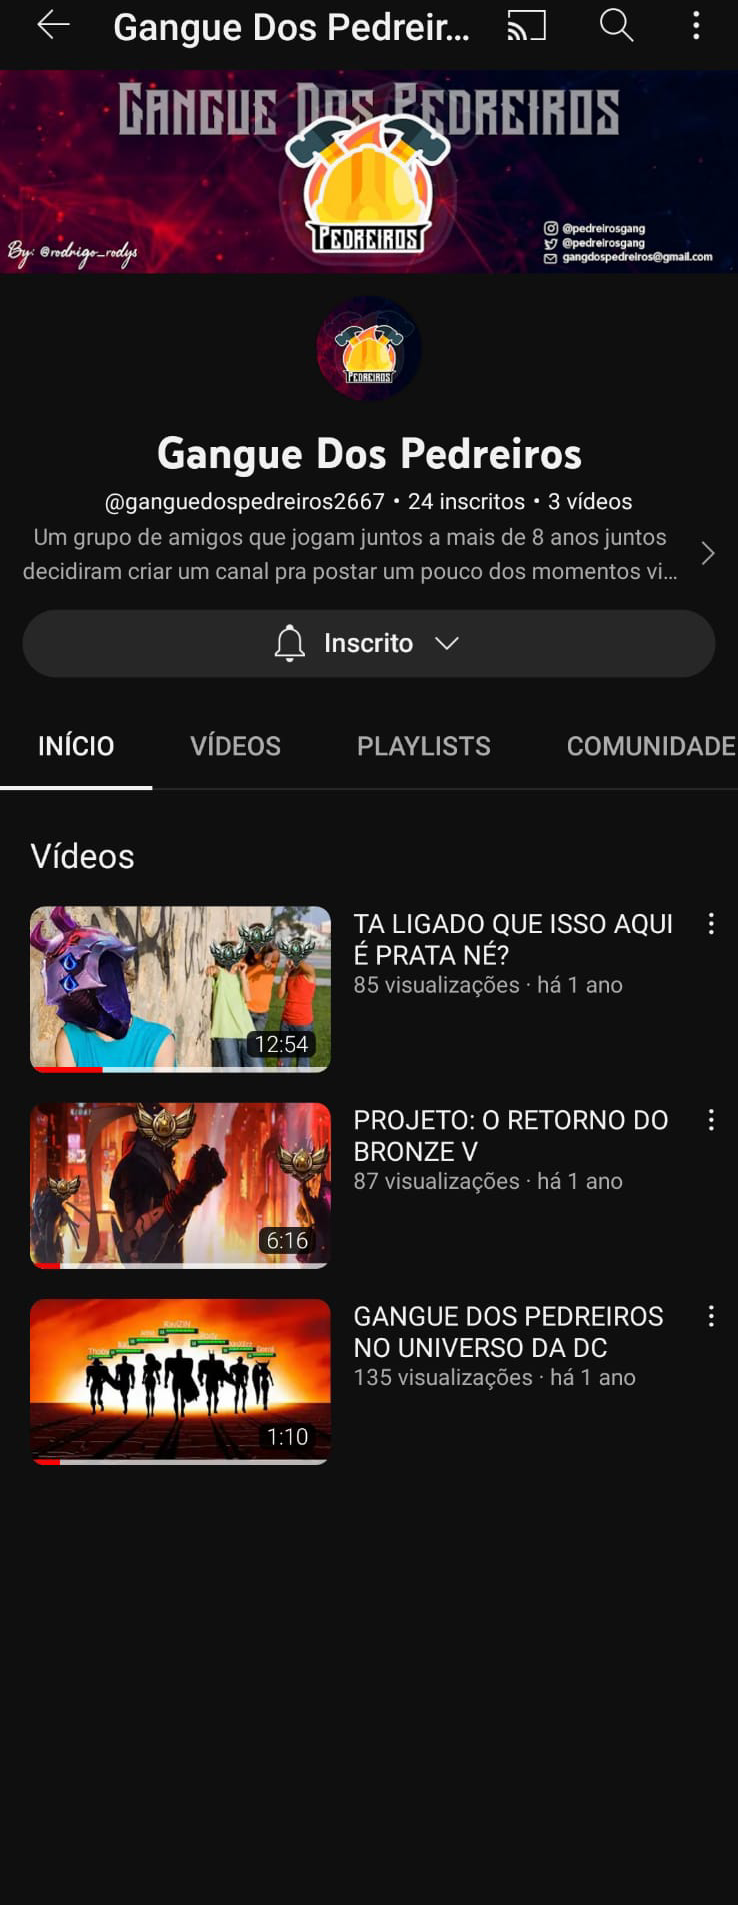 Gangue Dos Pedreir...
GANGUE DOS PEDREIROS
PEDREIROS
@pedreirosgang
@pedreirosgang
gangdospedreiros@gmail.com
By: @rodrigo_rodys
PEDREIROS
Gangue Dos Pedreiros
@ganguedospedreiros2667 • 24 inscritos • 3 vídeos
Um grupo de amigos que jogam juntos a mais de 8 anos juntos
decidiram criar um canal pra postar um pouco dos momentos vi...
Inscrito
INÍCIO VÍDEOS PLAYLISTS COMUNIDADE
Vídeos
12:54
TA LIGADO QUE ISSO AQUI
É PRATA NÉ?
85 visualizações · há 1 ano
6:16
PROJETO: O RETORNO DO
BRONZE V
87 visualizações · há 1 ano
1:10
GANGUE DOS PEDREIROS
NO UNIVERSO DA DC
135 visualizações · há 1 ano